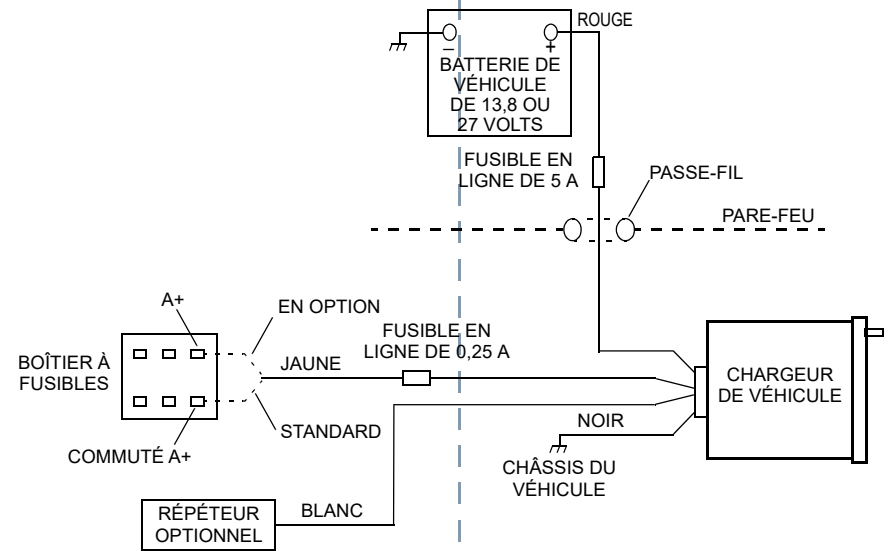 ROUGE
–
+
BATTERIE DE
VÉHICULE
DE 13,8 OU
27 VOLTS
FUSIBLE EN
LIGNE DE 5 A
PASSE-FIL
PARE-FEU
A+
EN OPTION
FUSIBLE EN
LIGNE DE 0,25 A
BOÎTIER À
FUSIBLES
JAUNE
CHARGEUR
DE VÉHICULE
STANDARD
NOIR
COMMUTÉ A+
CHÂSSIS DU
VÉHICULE
RÉPÉTEUR
OPTIONNEL
BLANC